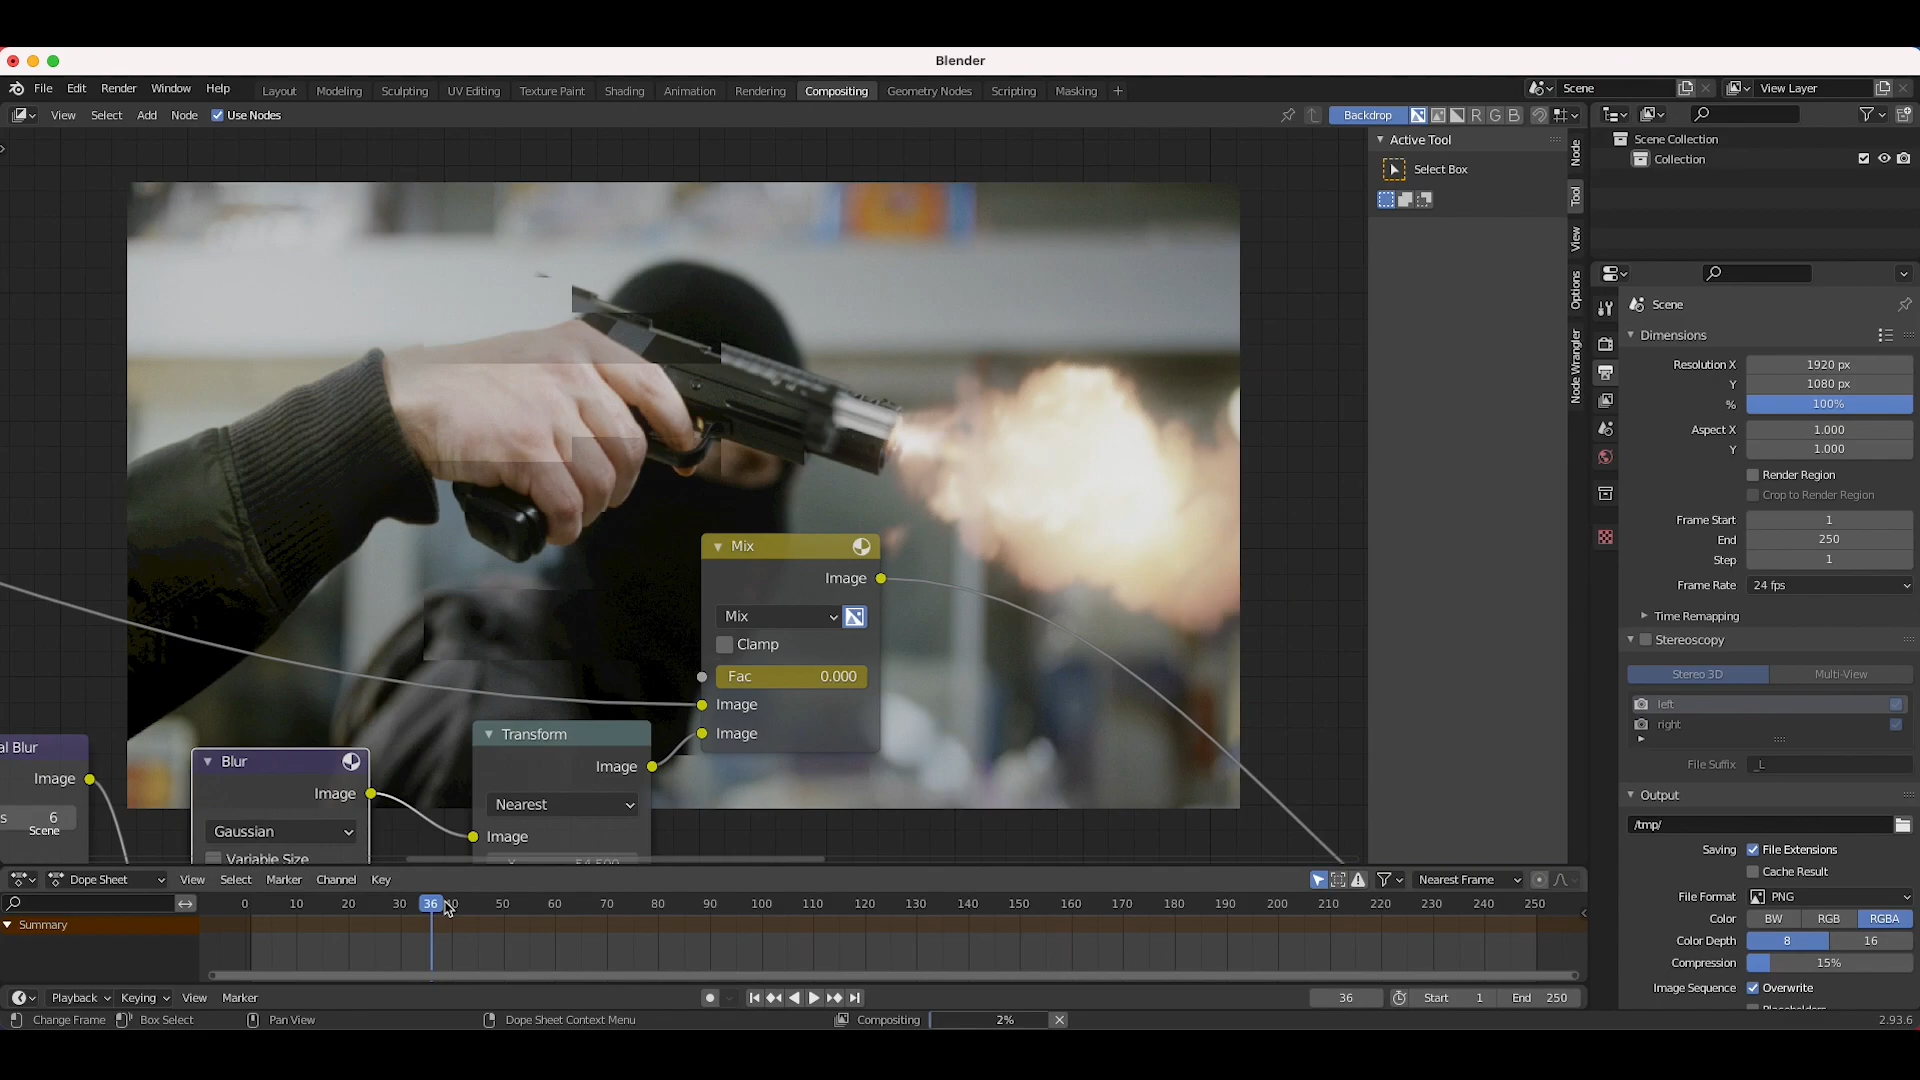 Blender
File Edit Render Window Help
Layout Modeling Sculpting UV Editing Texture Paint Shading Animation Rendering Compositing Geometry Nodes Scripting Masking +
Scene
View Layer
View Select Add Node Use Nodes
Backdrop R G B
Active Tool
Select Box
Node
Tool
View
Options
Node Wrangler
Scene Collection
Collection
Scene
Dimensions
Resolution X 1920 px
Y 1080 px
% 100%
Aspect X 1.000
Y 1.000
Render Region
Crop to Render Region
Frame Start 1
End 250
Step 1
Frame Rate 24 fps
Time Remapping
Stereoscopy
Stereo 3D Multi-View
left
right
File Suffix _L
Output
/tmp/
Saving File Extensions
Cache Result
File Format PNG
Color BW RGB RGBA
Color Depth 8 16
Compression 15%
Image Sequence Overwrite
Mix
Image
Mix
Clamp
Fac 0.000
Image
Image
Transform
Image
Nearest
Image
Blur
Image
Gaussian
Variable Size
al Blur
Image
s 6
Scene
Dope Sheet View Select Marker Channel Key
Nearest Frame
0 10 20 30 36 50 60 70 80 90 100 110 120 130 140 150 160 170 180 190 200 210 220 230 240 250
Summary
Playback Keying View Marker
36 Start 1 End 250
Change Frame Box Select Pan View Dope Sheet Context Menu Compositing 2% 2.93.6